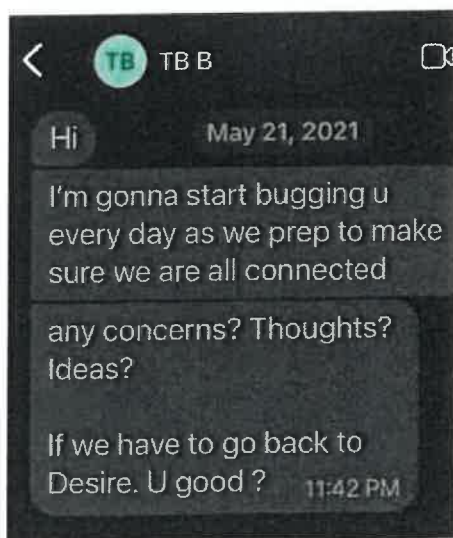 TB
TB B
Hi
May 21, 2021
I'm gonna start bugging u
every day as we prep to make
sure we are all connected
any concerns? Thoughts?
Ideas?
If we have to go back to
Desire. U good ?
11:42 PM